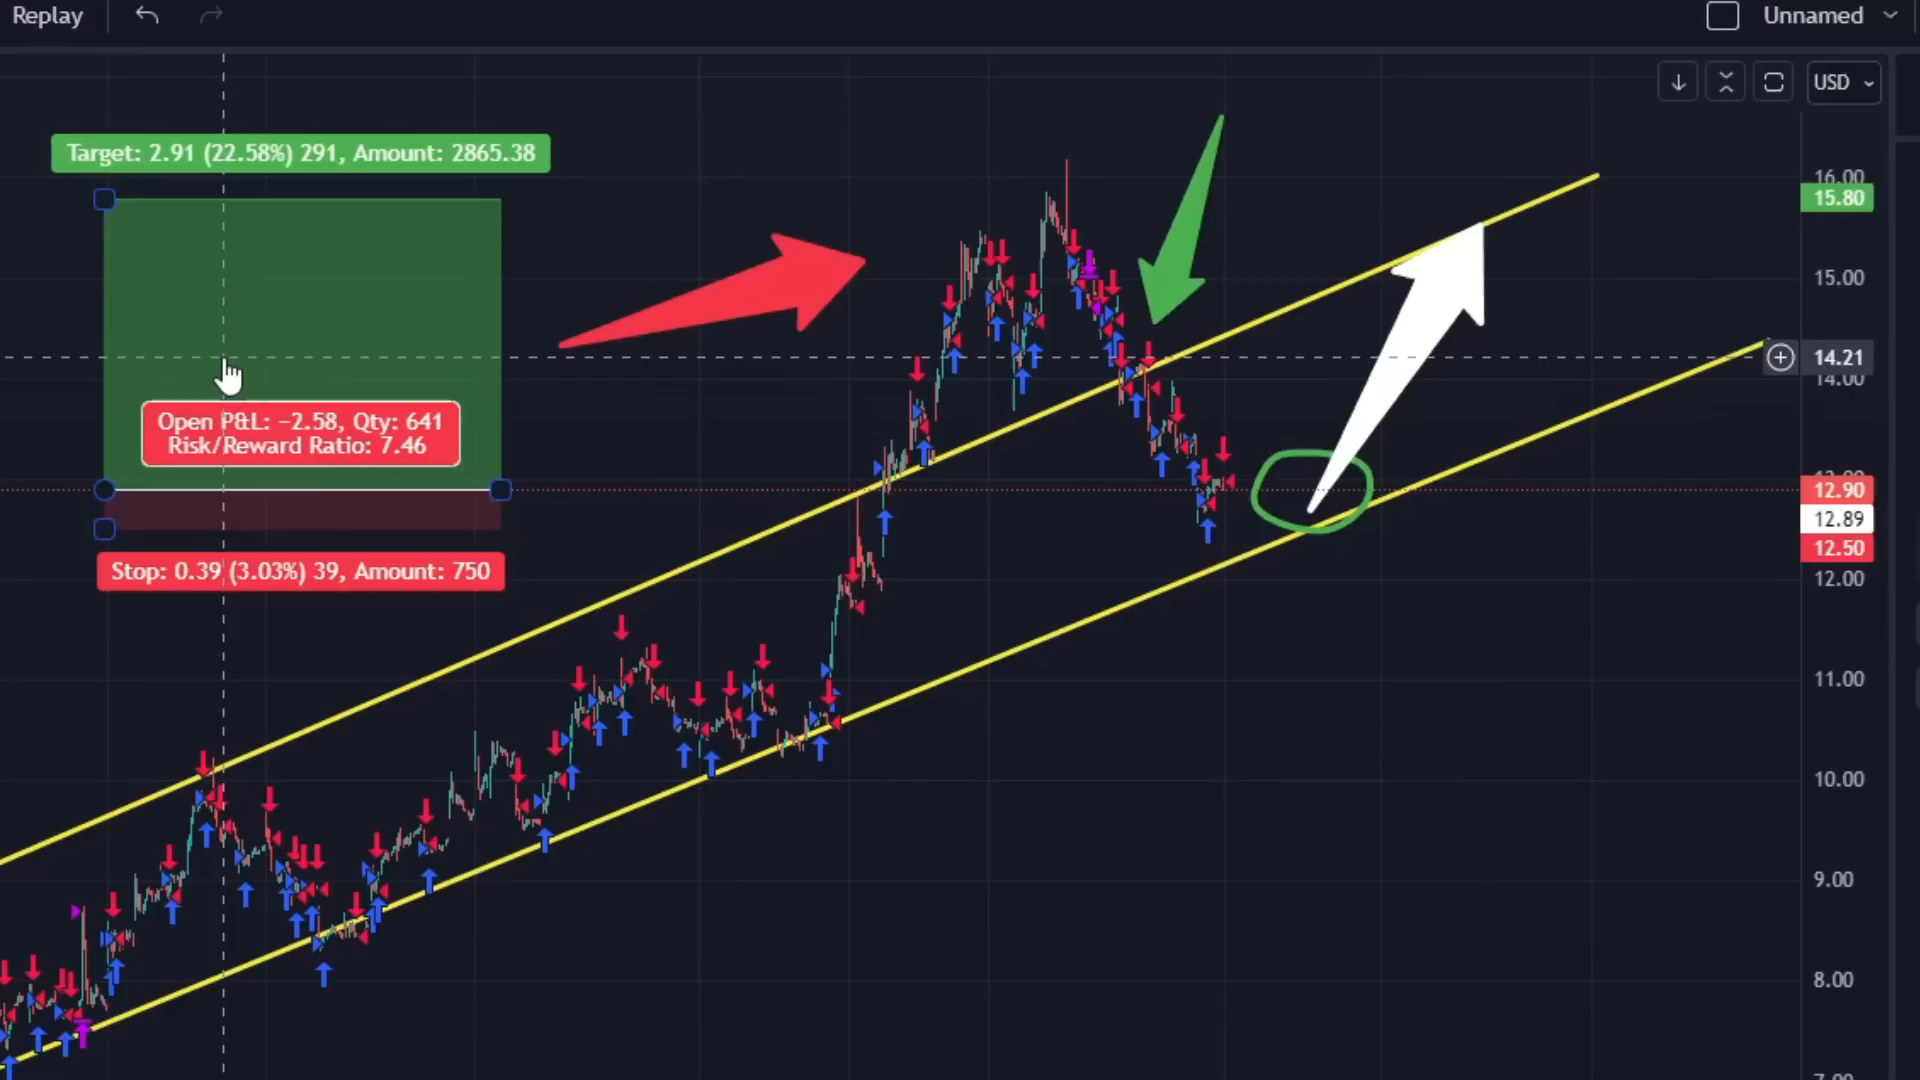 Replay
Unnamed
USD
Target: 2.91 (22.58%) 291, Amount: 2865.38
Open P&L: −2.58, Qty: 641
Risk/Reward Ratio: 7.46
Stop: 0.39 (3.03%) 39, Amount: 750
16.00
15.80
15.00
14.21
14.00
12.90
12.89
12.50
12.00
11.00
10.00
9.00
8.00